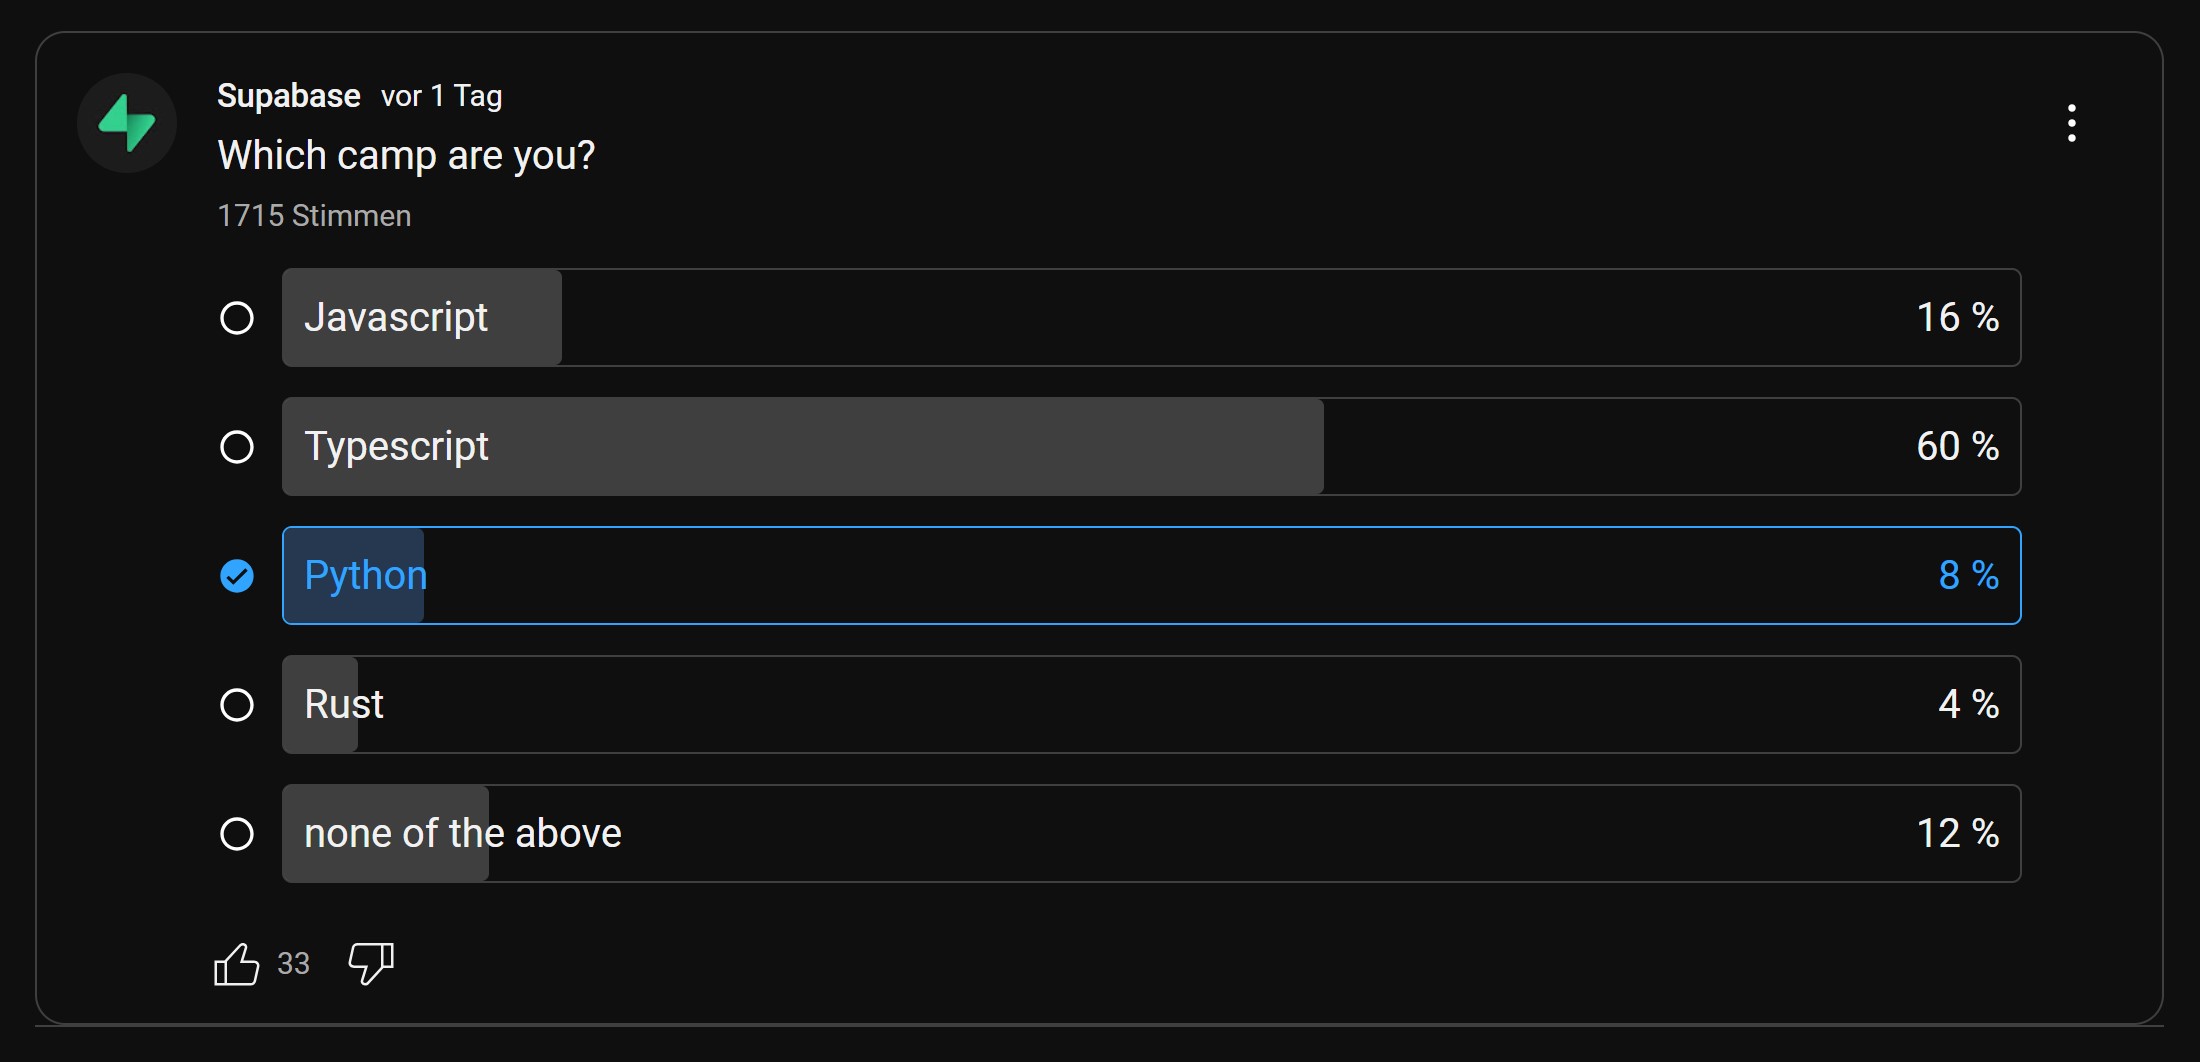 Supabase vor 1 Tag
Which camp are you?
1715 Stimmen
Javascript 16 %
Typescript 60 %
Python 8 %
Rust 4 %
none of the above 12 %
33